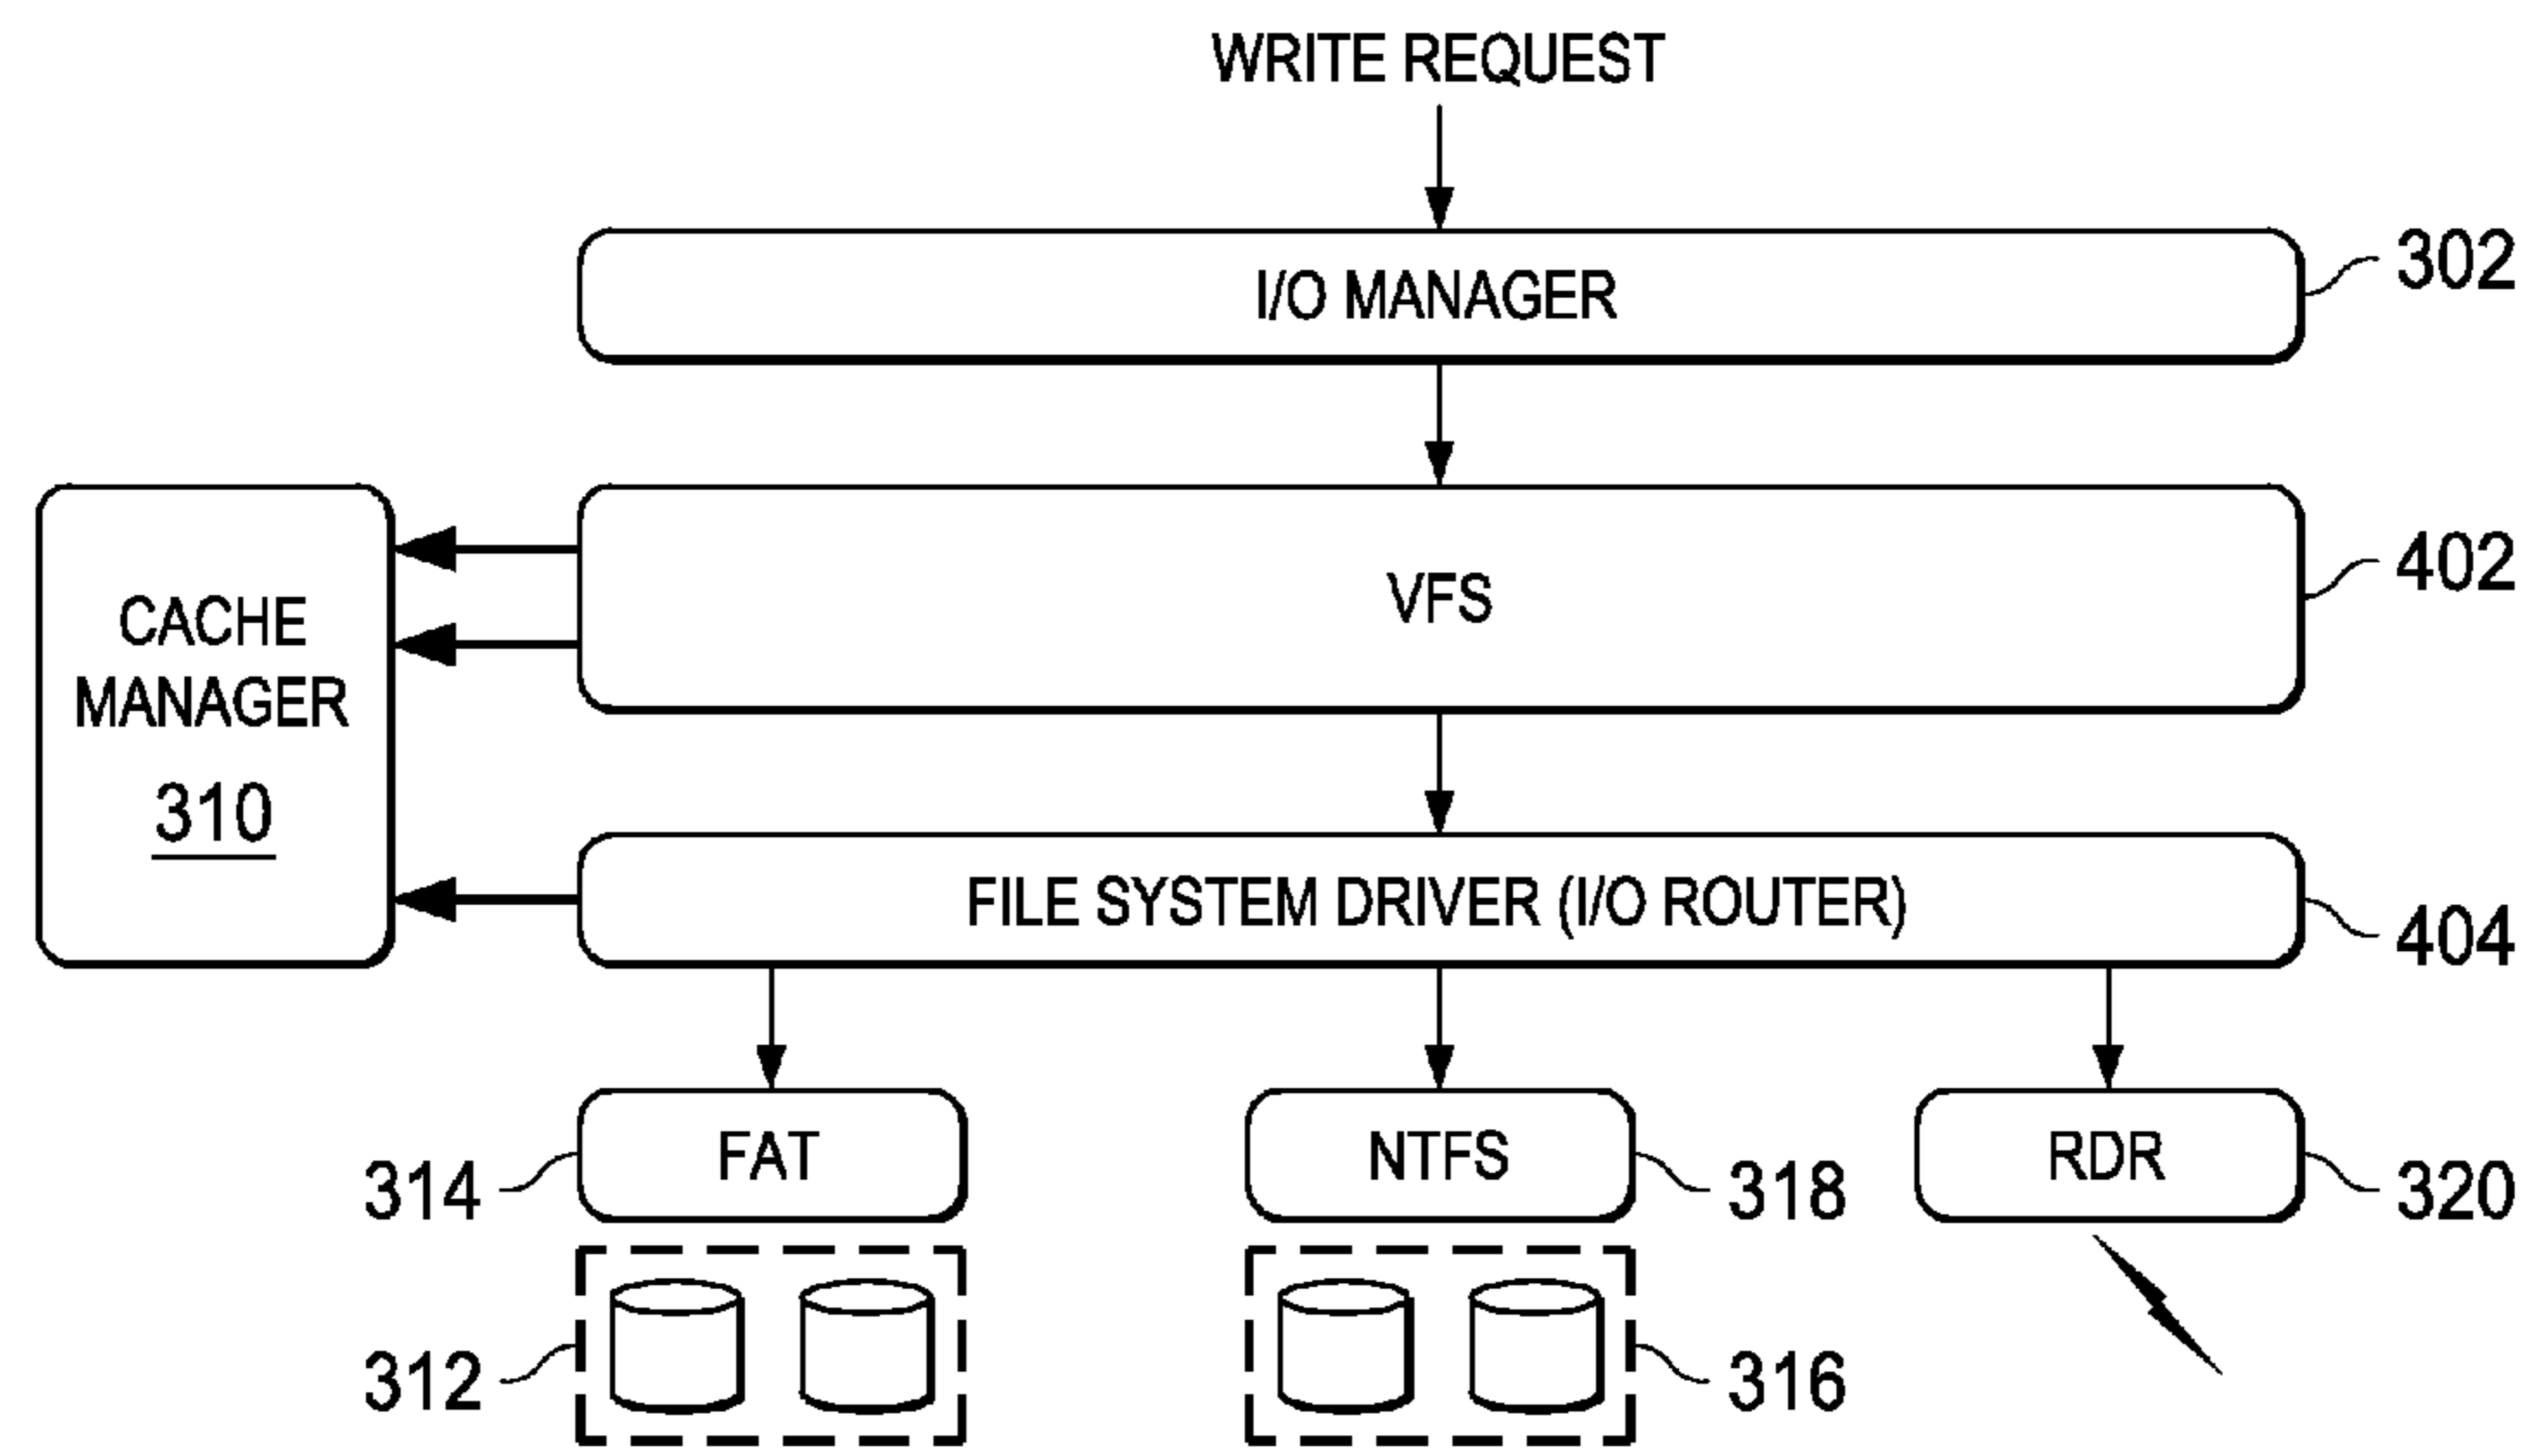 WRITE REQUEST
I/O MANAGER
302
CACHE
MANAGER
310
VFS
402
FILE SYSTEM DRIVER (I/O ROUTER)
404
FAT
314
NTFS
318
RDR
320
312
316